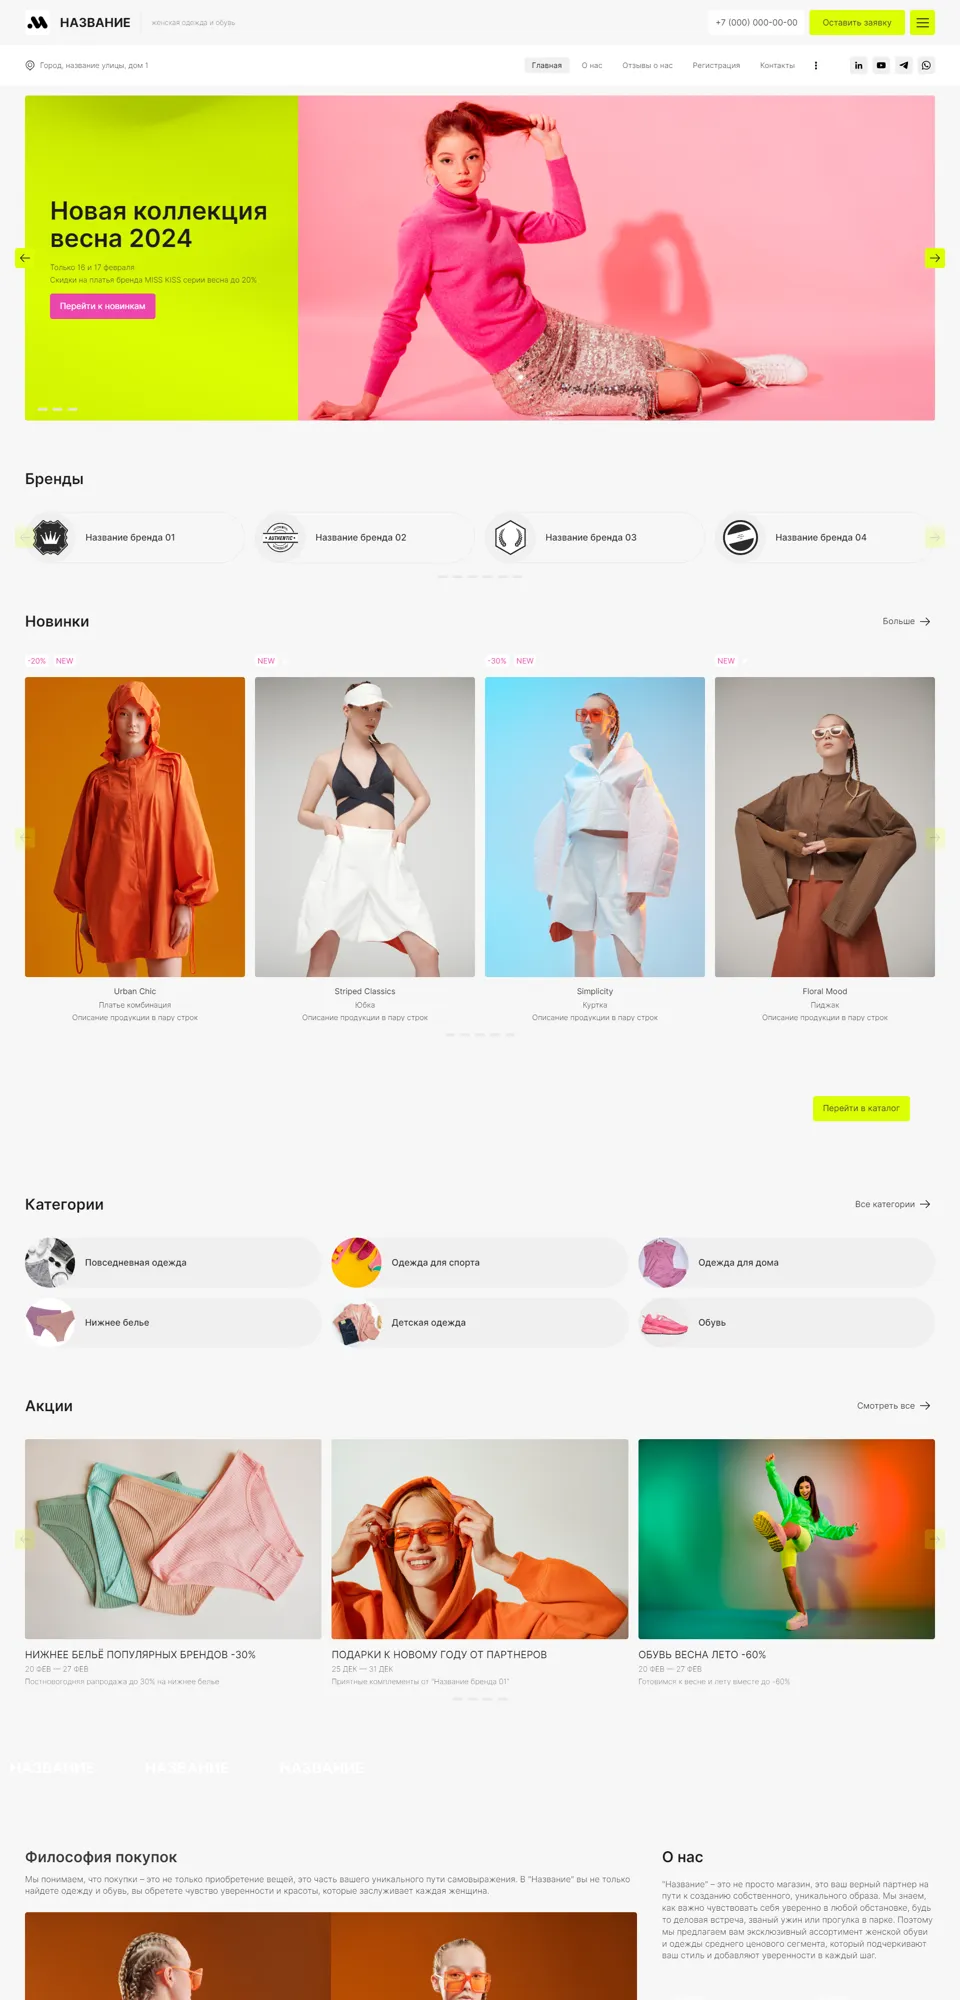 НАЗВАНИЕ
женская одежда и обувь
+7 (000) 000-00-00
Оставить заявку
Город, название улицы, дом 1
Главная
О нас
Отзывы о нас
Регистрация
Контакты
Новая коллекция
весна 2024
Только 16 и 17 февраля
Скидки на платья бренда MISS KISS серии весна до 20%
Перейти к новинкам
Бренды
Название бренда 01
AUTHENTIC
Название бренда 02
Название бренда 03
Название бренда 04
Новинки
Больше
-20% NEW
NEW
-30% NEW
NEW
Urban Chic
Платье комбинация
Описание продукции в пару строк
Striped Classics
Юбка
Описание продукции в пару строк
Simplicity
Куртка
Описание продукции в пару строк
Floral Mood
Пиджак
Описание продукции в пару строк
Перейти в каталог
Категории
Все категории
Повседневная одежда
Одежда для спорта
Одежда для дома
Нижнее белье
Детская одежда
Обувь
Акции
Смотреть все
НИЖНЕЕ БЕЛЬЁ ПОПУЛЯРНЫХ БРЕНДОВ -30%
20 ФЕВ — 27 ФЕВ
Постновогодняя рапродажа до 30% на нижнее белье
ПОДАРКИ К НОВОМУ ГОДУ ОТ ПАРТНЕРОВ
25 ДЕК — 31 ДЕК
Приятные комплементы от "Название бренда 01"
ОБУВЬ ВЕСНА ЛЕТО -60%
20 ФЕВ — 27 ФЕВ
Готовимся к весне и лету вместе до -60%
НАЗВАНИЕ НАЗВАНИЕ НАЗВАНИЕ
Философия покупок
Мы понимаем, что покупки – это не только приобретение вещей, это часть вашего уникального пути самовыражения. В "Название" вы не только
найдете одежду и обувь, вы обретете чувство уверенности и красоты, которые заслуживает каждая женщина.
О нас
"Название" – это не просто магазин, это ваш верный партнер на
пути к созданию собственного, уникального образа. Мы знаем,
как важно чувствовать себя уверенно в любой обстановке, будь
то деловая встреча, званый ужин или прогулка в парке. Поэтому
мы предлагаем вам эксклюзивный ассортимент женской обуви
и одежды среднего ценового сегмента, который подчеркивают
ваш стиль и добавляют уверенности в каждый шаг.